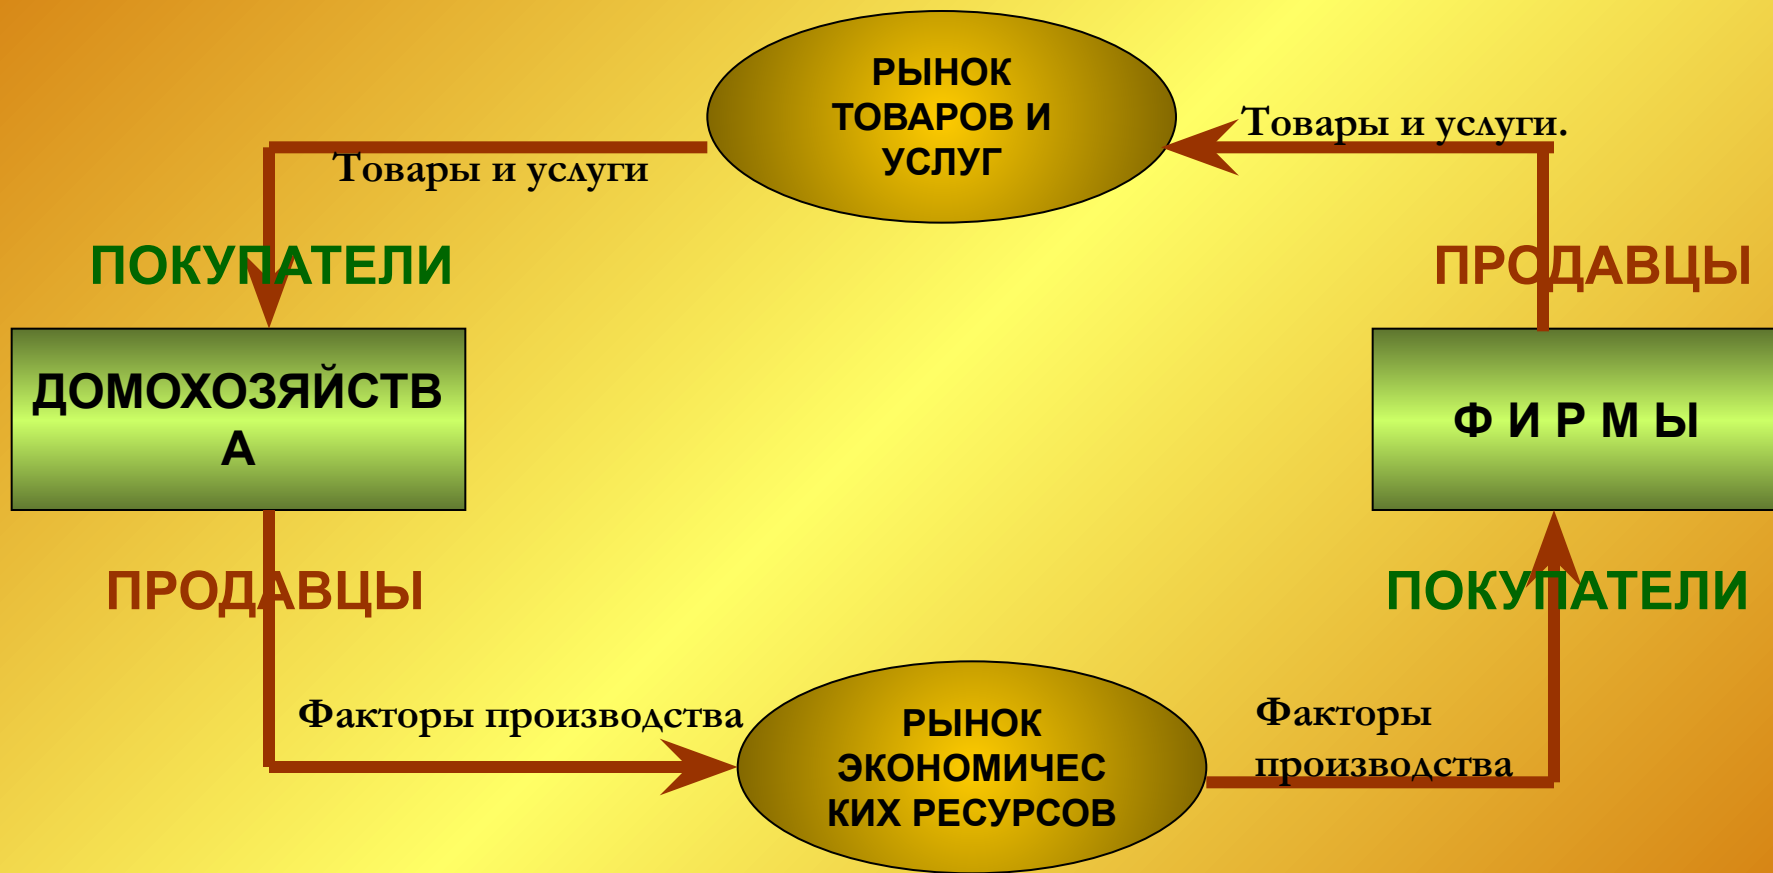 РЫНОК
ТОВАРОВ И
УСЛУГ
Товары и услуги.
Товары и услуги
ПОКУПАТЕЛИ
ПРОДАВЦЫ
ДОМОХОЗЯЙСТВ
А
Ф И Р М Ы
ПРОДАВЦЫ
ПОКУПАТЕЛИ
Факторы производства
Факторы
производства
РЫНОК
ЭКОНОМИЧЕС
КИХ РЕСУРСОВ